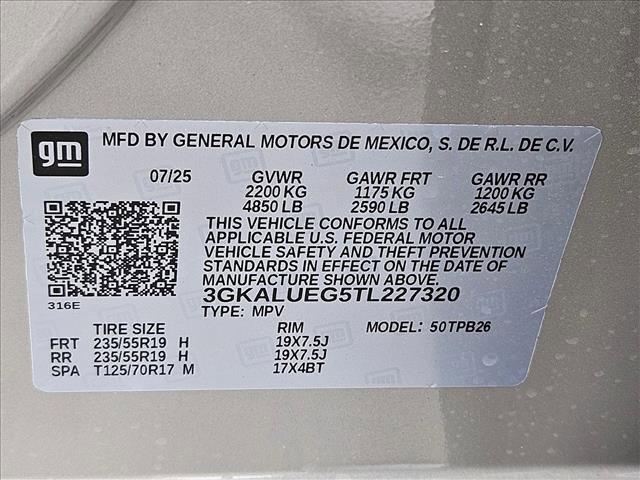 gm
MFD BY GENERAL MOTORS DE MEXICO, S. DE R.L. DE C.V.
07/25 GVWR GAWR FRT GAWR RR
2200 KG 1175 KG 1200 KG
4850 LB 2590 LB 2645 LB
THIS VEHICLE CONFORMS TO ALL
APPLICABLE U.S. FEDERAL MOTOR
VEHICLE SAFETY AND THEFT PREVENTION
STANDARDS IN EFFECT ON THE DATE OF
MANUFACTURE SHOWN ABOVE.
3GKALUEG5TL227320
316E
TYPE: MPV
TIRE SIZE RIM MODEL: 50TPB26
FRT 235/55R19 H 19X7.5J
RR 235/55R19 H 19X7.5J
SPA T125/70R17 M 17X4BT